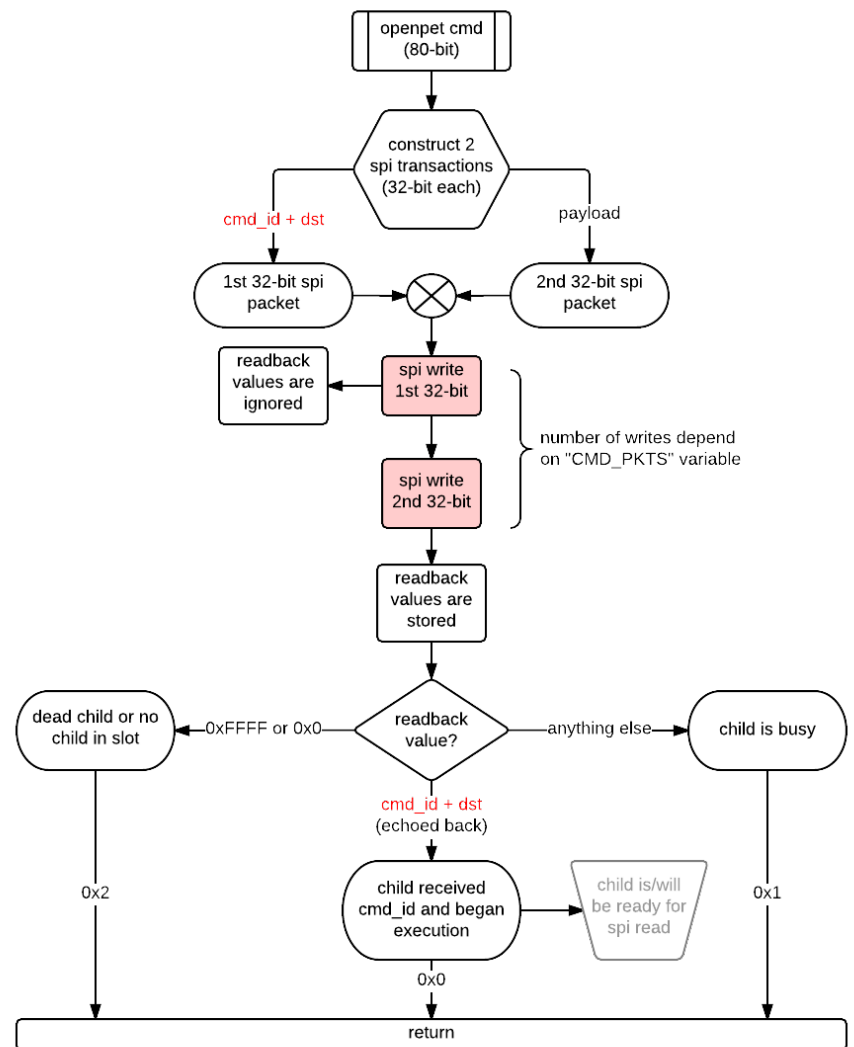 openpet cmd
(80-bit)
construct 2
spi transactions
(32-bit each)
cmd_id + dst
payload
1st 32-bit spi
packet
2nd 32-bit spi
packet
readback
values are
ignored
spi write
1st 32-bit
number of writes depend
on "CMD_PKTS" variable
spi write
2nd 32-bit
readback
values are
stored
dead child or no
child in slot
0xFFFF or 0x0
readback
value?
anything else
child is busy
cmd_id + dst
(echoed back)
child received
cmd_id and began
execution
child is/will
be ready for
spi read
0x2
0x1
0x0
return